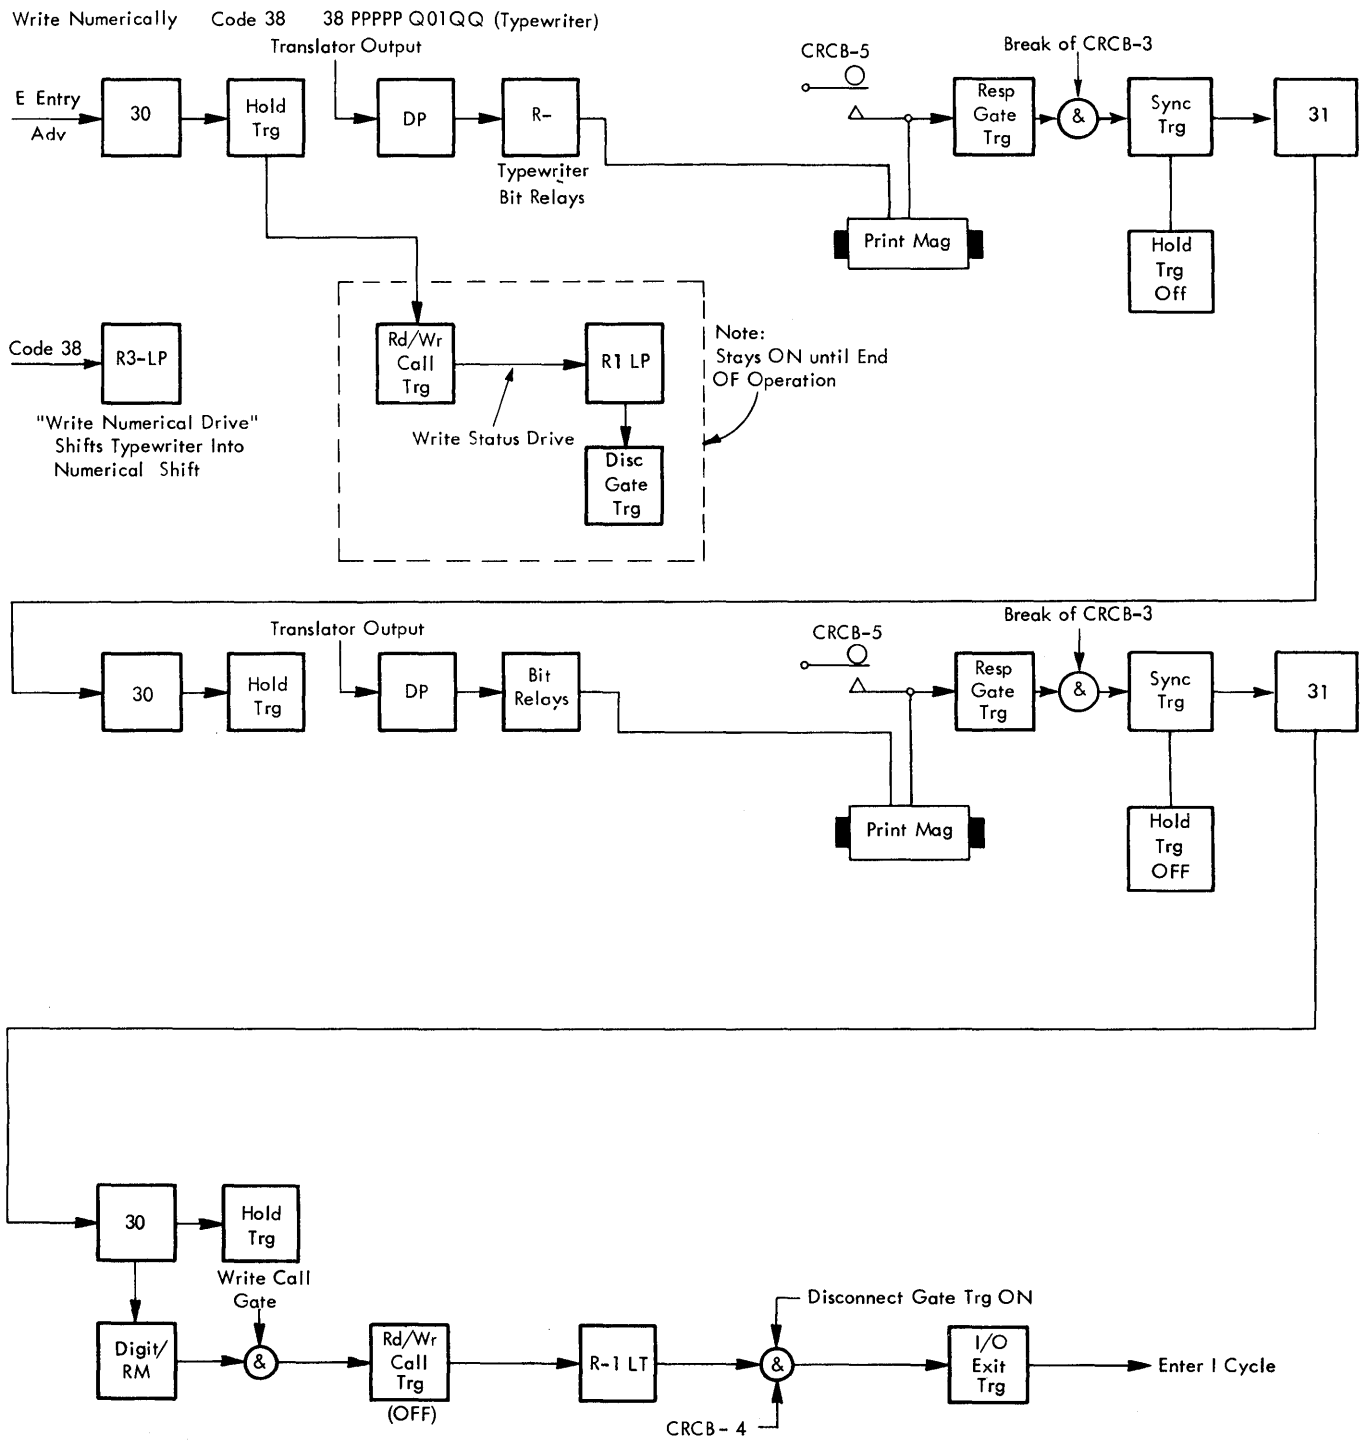 Write Numerically Code 38 38 PPPPP Q01QQ (Typewriter)
Translator Output
CRCB-5
Break of CRCB-3
E Entry
Adv
30
Hold
Trg
DP
R-
Typewriter
Bit Relays
Resp
Gate
Trg
&
Sync
Trg
31
Print Mag
Hold
Trg
Off
Code 38
R3-LP
"Write Numerical Drive"
Shifts Typewriter Into
Numerical Shift
Rd/Wr
Call
Trg
R1 LP
Write Status Drive
Disc
Gate
Trg
Note:
Stays ON until End
OF Operation
Translator Output
CRCB-5
Break of CRCB-3
30
Hold
Trg
DP
Bit
Relays
Resp
Gate
Trg
&
Sync
Trg
31
Print Mag
Hold
Trg
OFF
30
Hold
Trg
Write Call
Gate
Digit/
RM
&
Rd/Wr
Call
Trg
(OFF)
R-1 LT
Disconnect Gate Trg ON
&
CRCB-4
I/O
Exit
Trg
Enter I Cycle